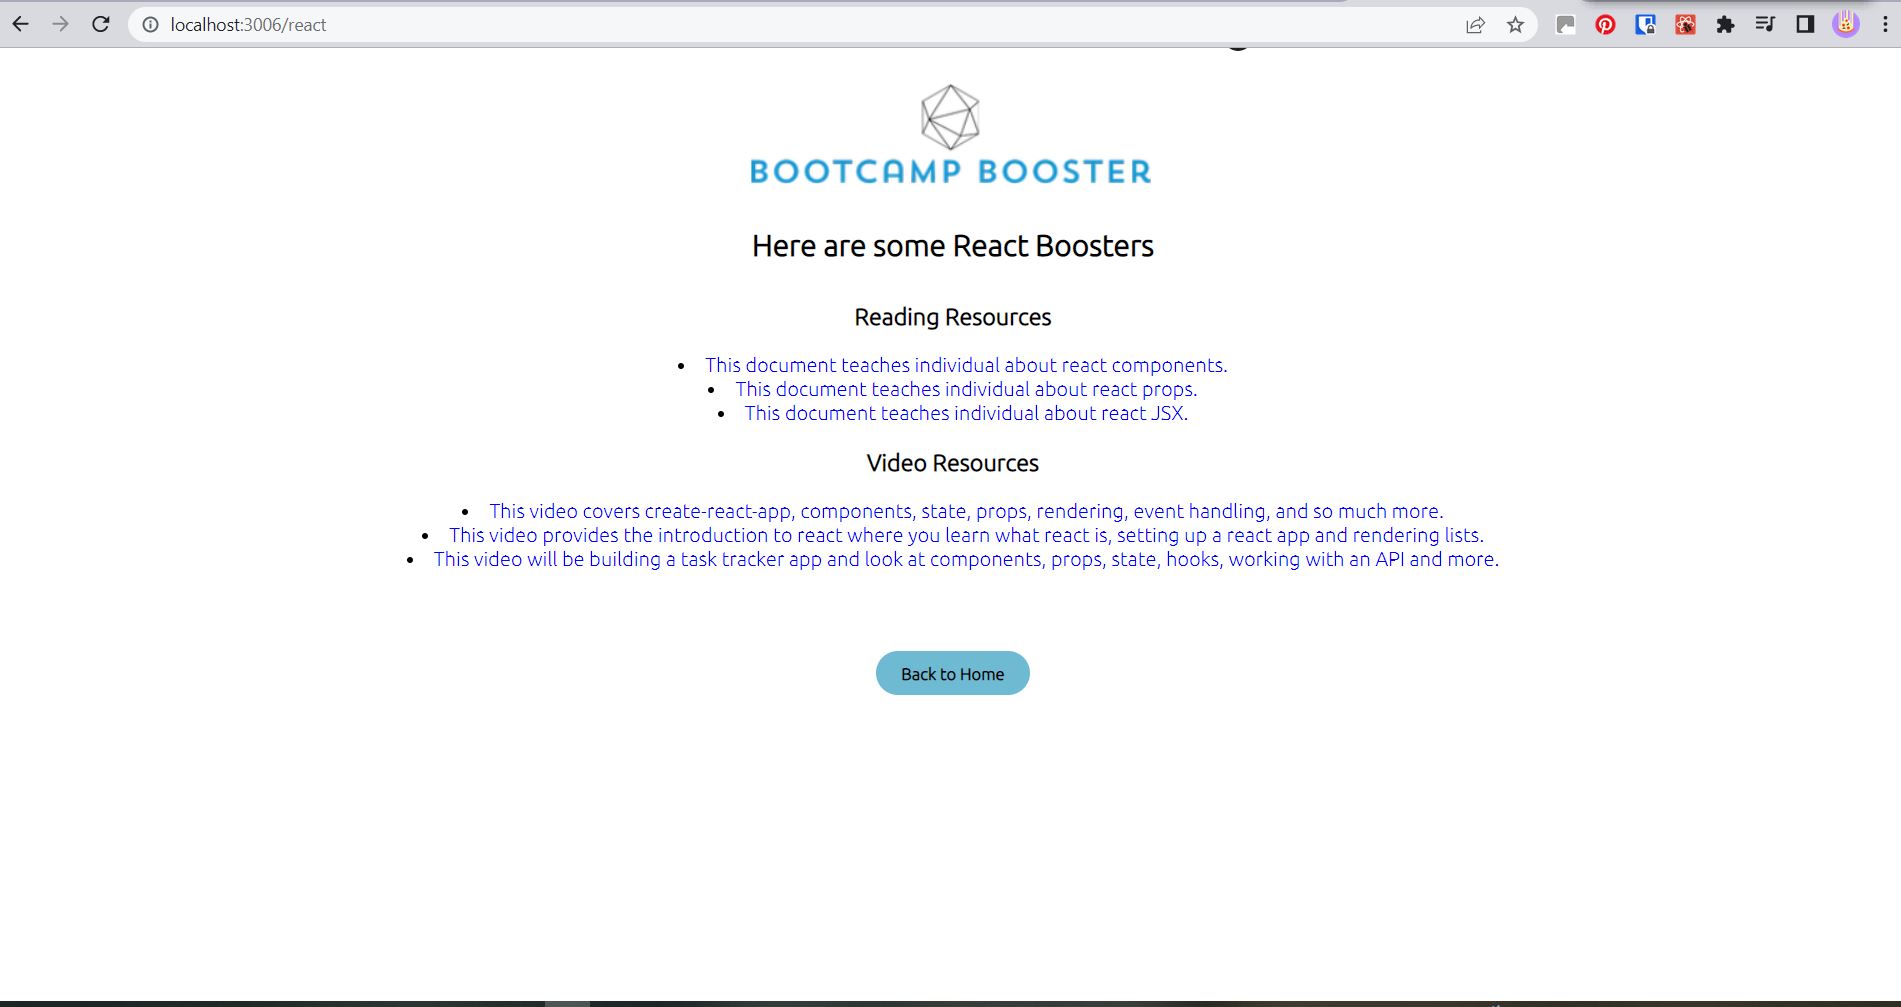 localhost:3006/react
BOOTCAMP BOOSTER
Here are some React Boosters
Reading Resources
• This document teaches individual about react components.
• This document teaches individual about react props.
• This document teaches individual about react JSX.
Video Resources
• This video covers create-react-app, components, state, props, rendering, event handling, and so much more.
• This video provides the introduction to react where you learn what react is, setting up a react app and rendering lists.
• This video will be building a task tracker app and look at components, props, state, hooks, working with an API and more.
Back to Home